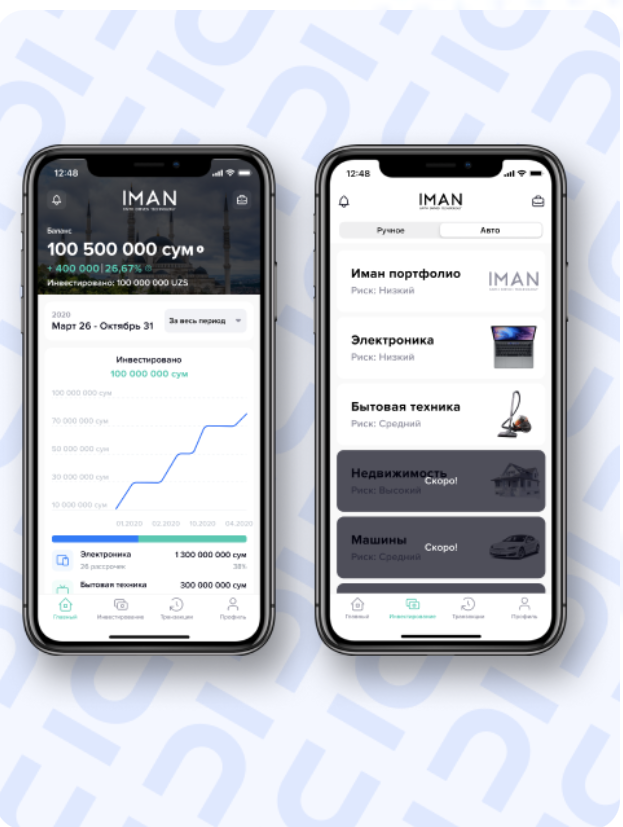 12:48
IMAN
Баланс
100 500 000 сум
+ 400 000 | 26,67%
Инвестировано: 100 000 000 UZS
2020
Март 26 - Октябрь 31
За весь период
Инвестировано
100 000 000 сум
100 000 000 сум
70 000 000 сум
50 000 000 сум
30 000 000 сум
10 000 000 сум
01.2020 02.2020 10.2020 04.2020
Электроника 1 300 000 000 сум
26 рассрочек 38%
Бытовая техника 300 000 000 сум
Главный Инвестирование Транзакции Профиль
12:48
IMAN
Ручное Авто
Иман портфолио
Риск: Низкий
IMAN
Электроника
Риск: Низкий
Бытовая техника
Риск: Средний
Недвижимость
Риск: Высокий
Скоро!
Машины
Риск: Средний
Скоро!
Главный Инвестирование Транзакции Профиль